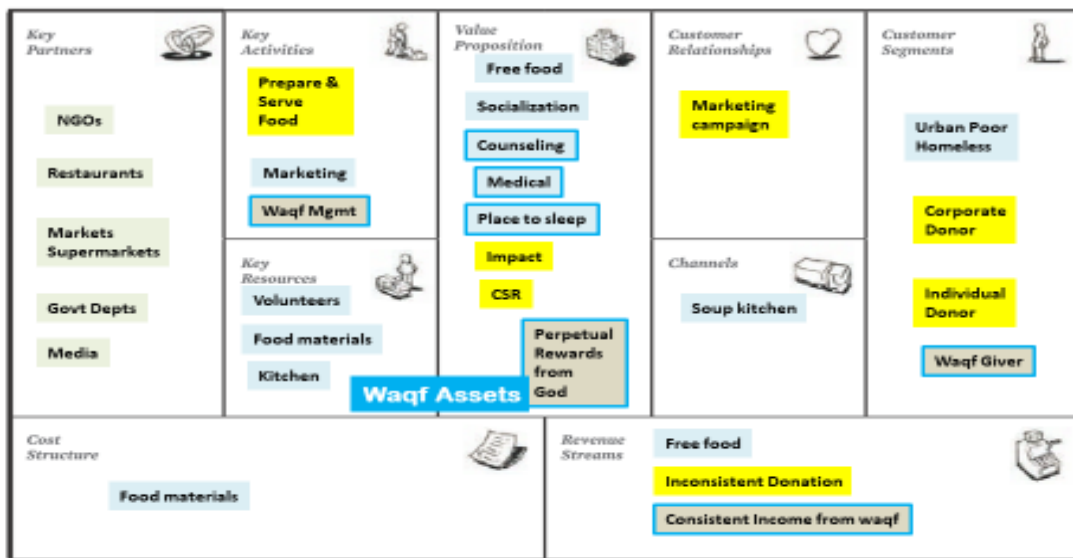 Key
Partners
NGOs
Restaurants
Markets
Supermarkets
Govt Depts
Media
Key
Activities
Prepare &
Serve
Food
Marketing
Waqf Mgmt
Key
Resources
Volunteers
Food materials
Kitchen
Waqf Assets
Value
Proposition
Free food
Socialization
Counseling
Medical
Place to sleep
Impact
CSR
Perpetual
Rewards
from
God
Customer
Relationships
Marketing
campaign
Channels
Soup kitchen
Customer
Segments
Urban Poor
Homeless
Corporate
Donor
Individual
Donor
Waqf Giver
Cost
Structure
Food materials
Revenue
Streams
Free food
Inconsistent Donation
Consistent Income from waqf